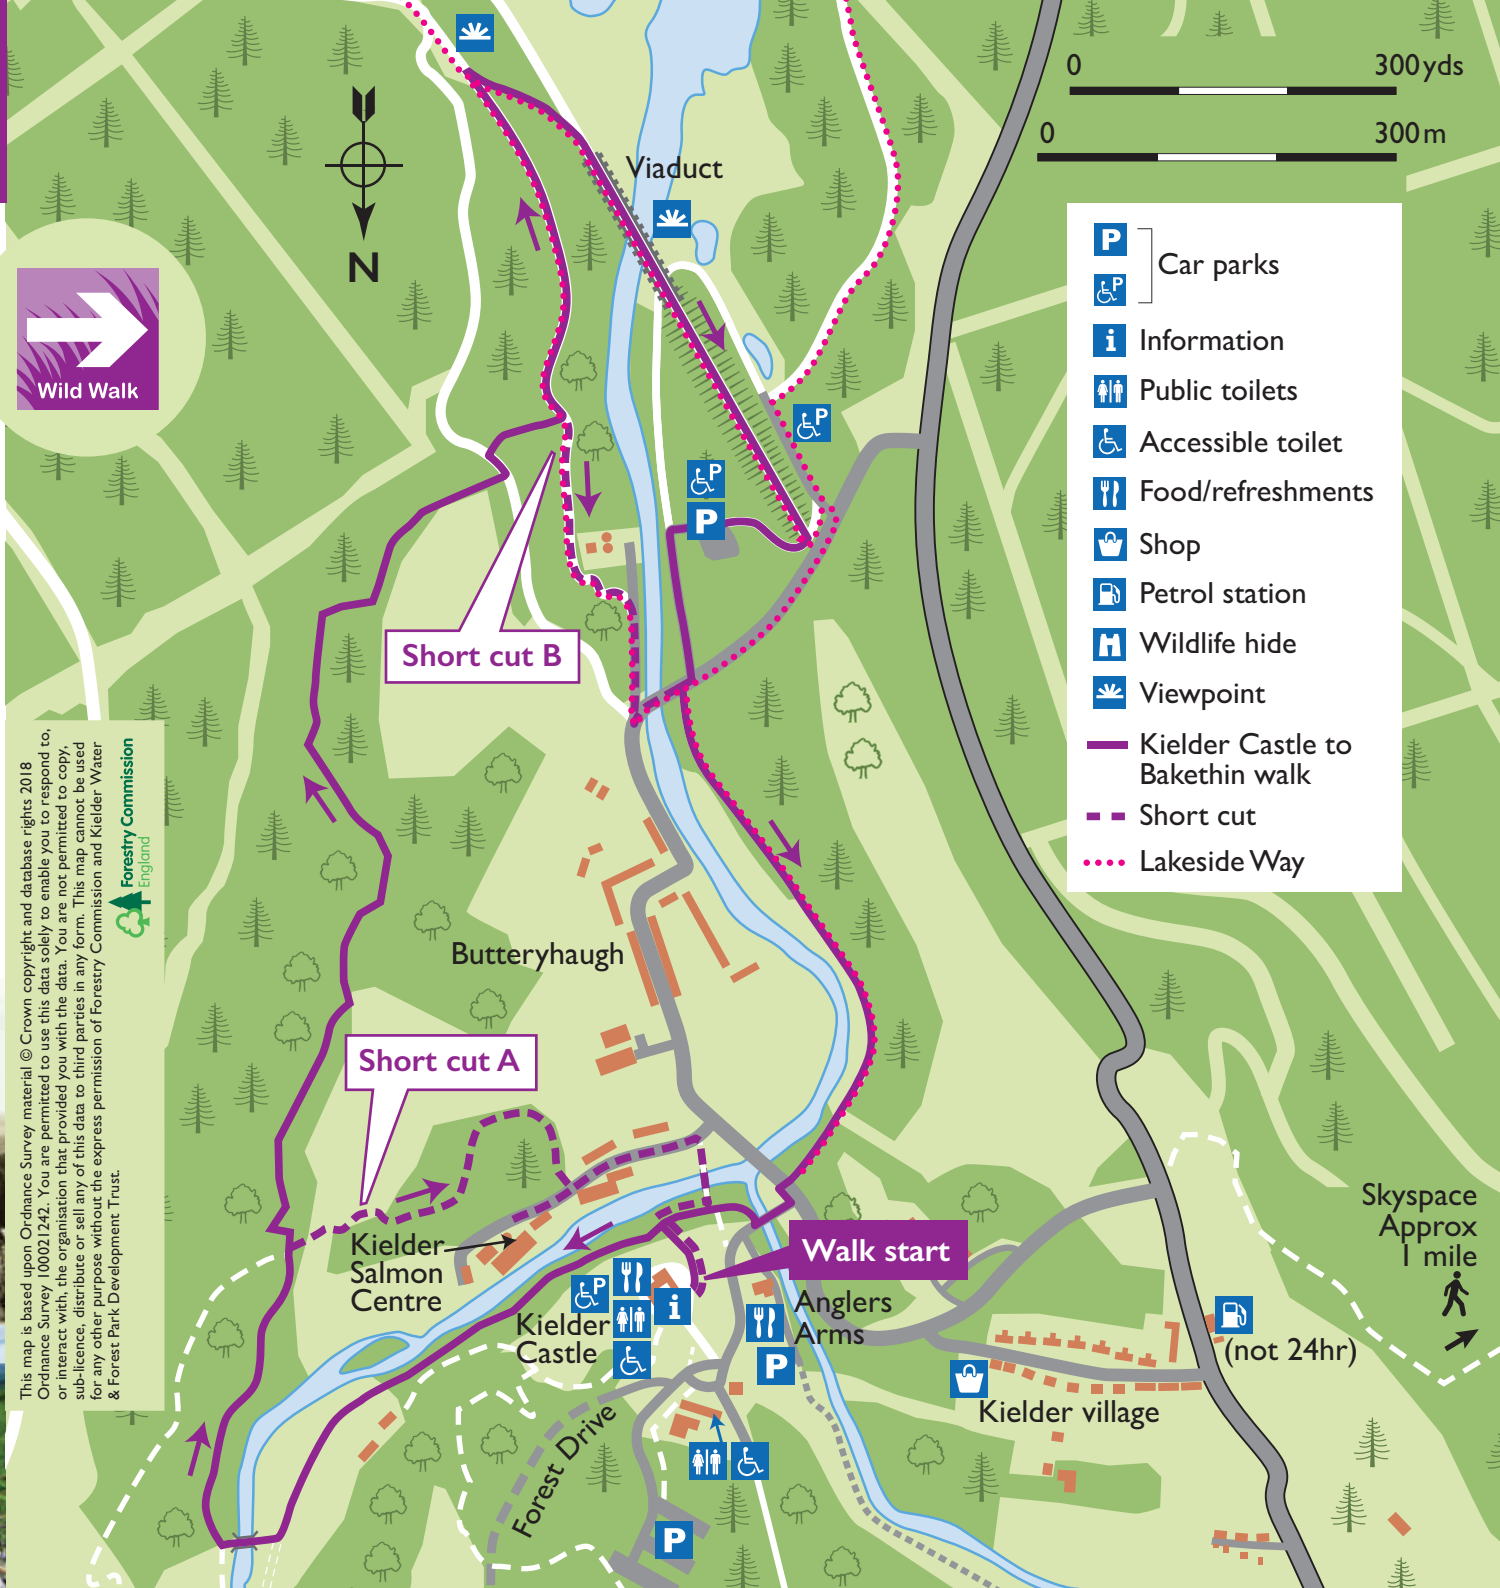 0 300 yds
0 300 m
Viaduct
N
Wild Walk
P
P
Car parks
i Information
Public toilets
Accessible toilet
Food/refreshments
Shop
Petrol station
Wildlife hide
Viewpoint
Kielder Castle to
Bakethin walk
Short cut
Lakeside Way
P
P
P
Short cut B
This map is based upon Ordnance Survey material © Crown copyright and database rights 2018
Ordnance Survey 100021242. You are permitted to use this data solely to enable you to respond to,
or interact with, the organisation that provided you with the data. You are not permitted to copy,
sub-licence, distribute or sell any of this data to third parties in any form. This map cannot be used
for any other purpose without the express permission of Forestry Commission and Kielder Water
& Forest Park Development Trust.
Forestry Commission
England
Butteryhaugh
Short cut A
Kielder
Salmon
Centre
Walk start
Skyspace
Approx
1 mile
P
i
Kielder
Castle
Anglers
Arms
P
(not 24hr)
Kielder village
Forest Drive
P